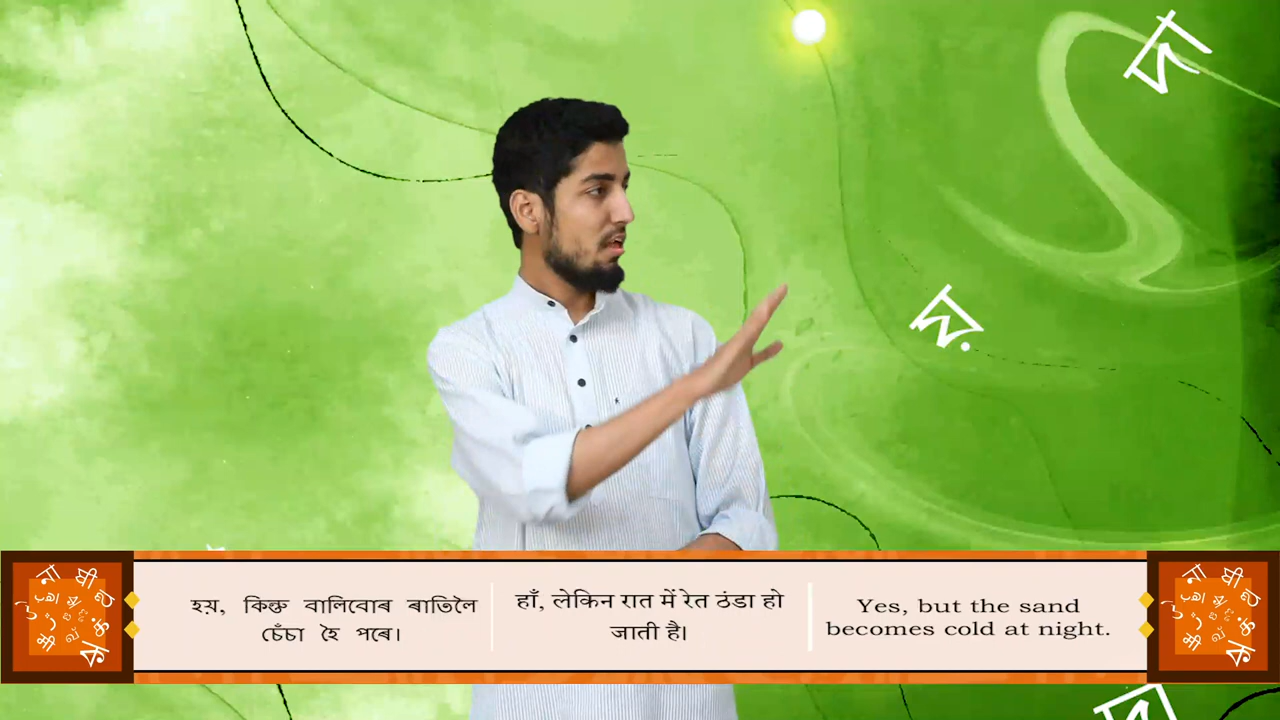 হয়, কিন্তু বালিবোৰ ৰাতিলৈ
চেঁচা হৈ পৰে।
हाँ, लेकिन रात में रेत ठंडा हो
जाती है।
Yes, but the sand
becomes cold at night.